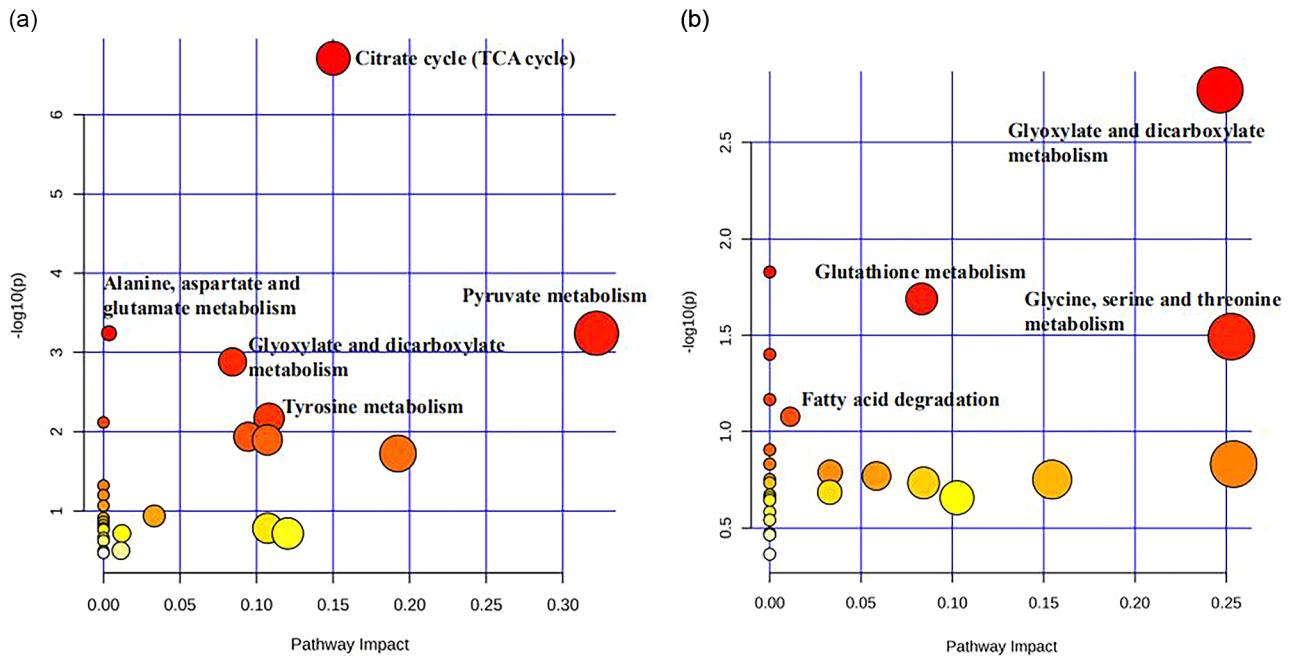 (a)
Citrate cycle (TCA cycle)
6
5
4
3
2
1
-log10(p)
Alanine, aspartate and
glutamate metabolism
Pyruvate metabolism
Glyoxylate and dicarboxylate
metabolism
Tyrosine metabolism
0.00 0.05 0.10 0.15 0.20 0.25 0.30
Pathway Impact
(b)
Glyoxylate and dicarboxylate
metabolism
2.5
2.0
1.5
1.0
0.5
-log10(p)
Glutathione metabolism
Glycine, serine and threonine
metabolism
Fatty acid degradation
0.00 0.05 0.10 0.15 0.20 0.25
Pathway Impact